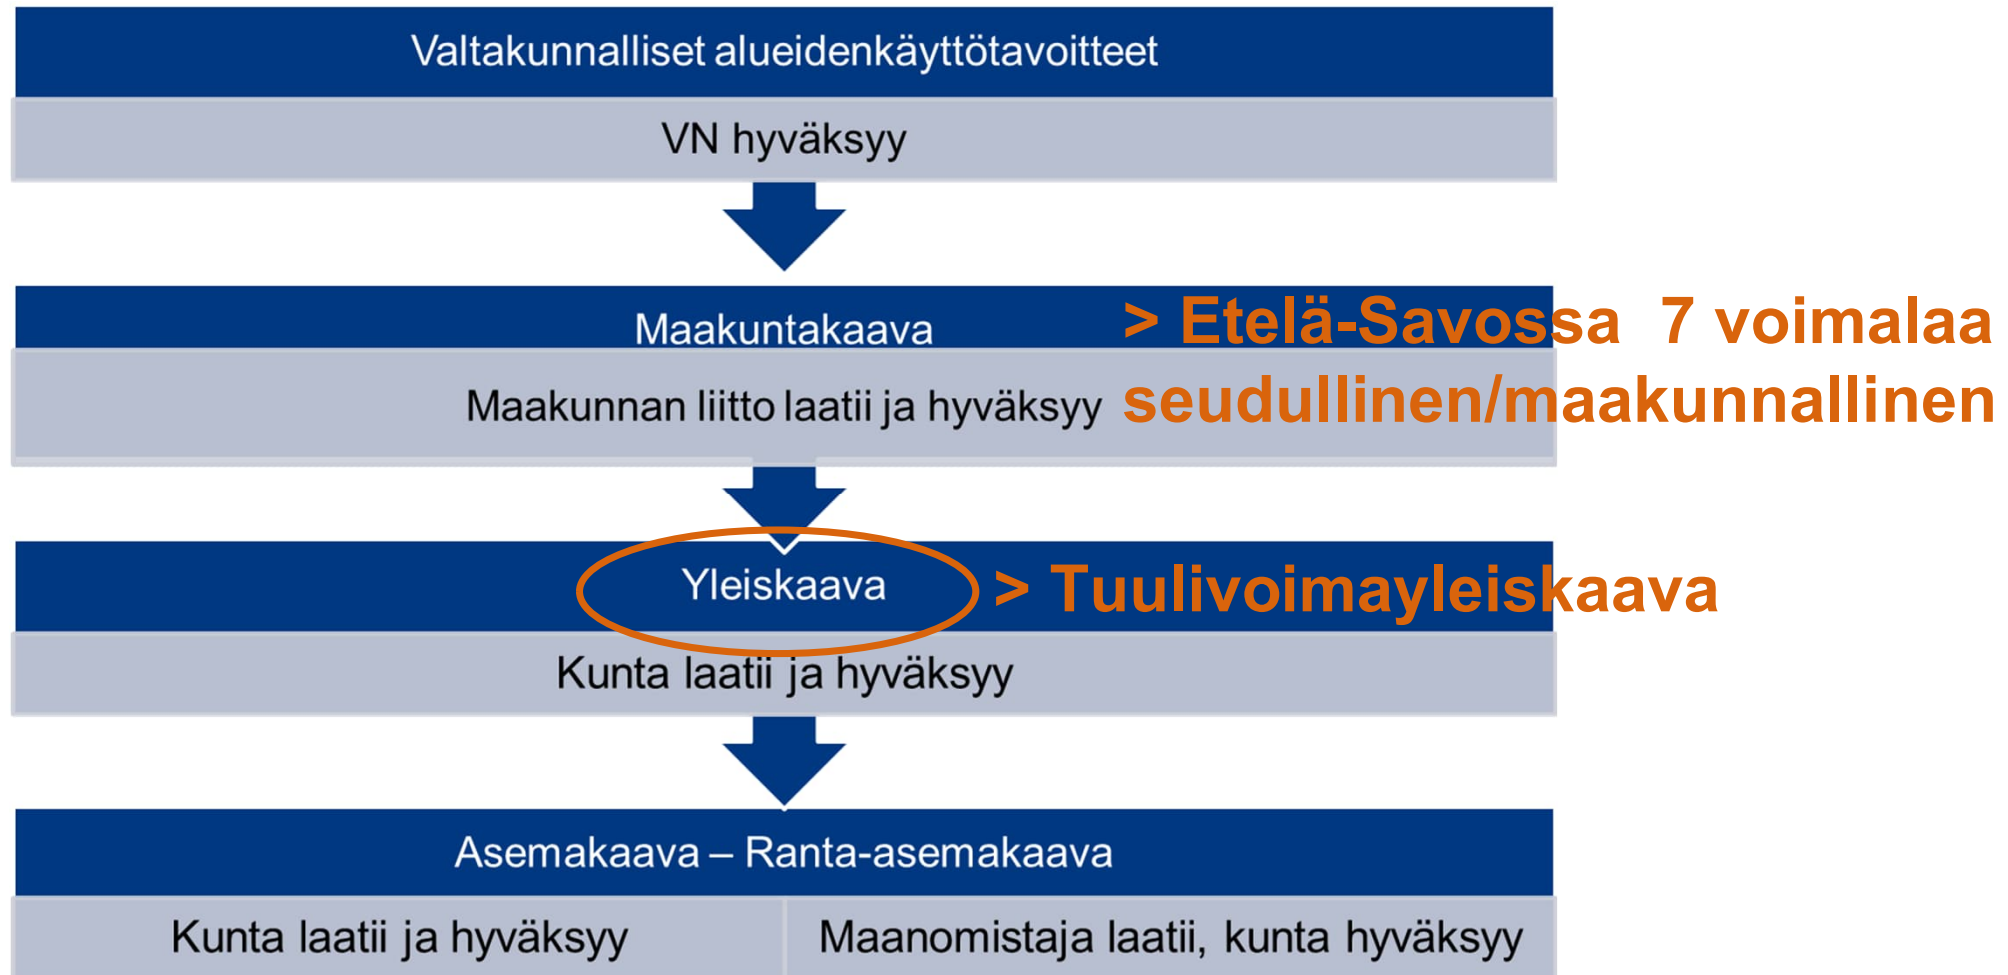 Valtakunnalliset alueidenkäyttötavoitteet
VN hyväksyy
Maakuntakaava
> Etelä-Savossa 7 voimalaa
seudullinen/maakunnallinen
Maakunnan liitto laatii ja hyväksyy
Yleiskaava
> Tuulivoimayleiskaava
Kunta laatii ja hyväksyy
Asemakaava – Ranta-asemakaava
Kunta laatii ja hyväksyy
Maanomistaja laatii, kunta hyväksyy